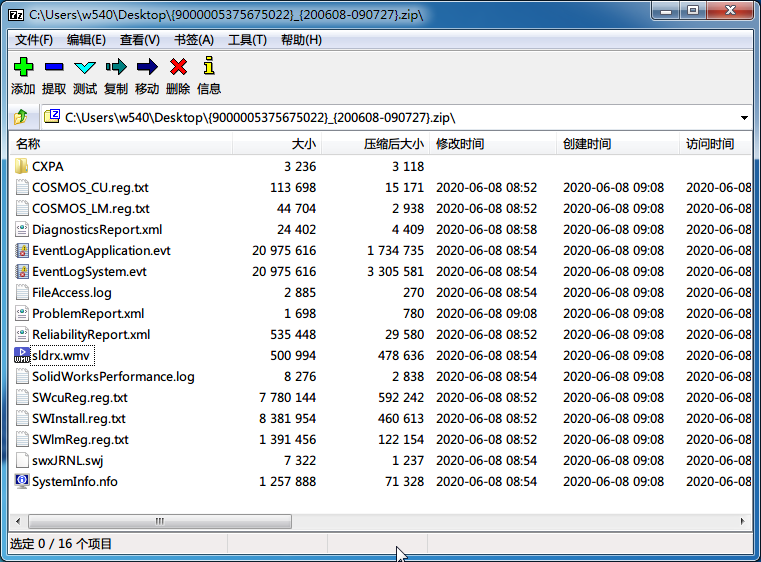 C:\Users\w540\Desktop\{9000005375675022}_{200608-090727}.zip\
文件(F) 编辑(E) 查看(V) 书签(A) 工具(T) 帮助(H)
添加 提取 测试 复制 移动 删除 信息
C:\Users\w540\Desktop\{9000005375675022}_{200608-090727}.zip\
名称 大小 压缩后大小 修改时间 创建时间 访问时间
CXPA 3 236 3 118
COSMOS_CU.reg.txt 113 698 15 171 2020-06-08 08:52 2020-06-08 09:08 2020-06-08
COSMOS_LM.reg.txt 44 704 2 938 2020-06-08 08:52 2020-06-08 09:08 2020-06-08
DiagnosticsReport.xml 24 402 4 409 2020-06-08 08:58 2020-06-08 09:08 2020-06-08
EventLogApplication.evt 20 975 616 1 734 735 2020-06-08 08:54 2020-06-08 09:08 2020-06-08
EventLogSystem.evt 20 975 616 3 305 581 2020-06-08 08:54 2020-06-08 09:08 2020-06-08
FileAccess.log 2 885 270 2020-06-08 08:54 2020-06-08 09:08 2020-06-08
ProblemReport.xml 1 698 780 2020-06-08 09:08 2020-06-08 09:08 2020-06-08
ReliabilityReport.xml 535 448 29 580 2020-06-08 08:52 2020-06-08 09:08 2020-06-08
sldrx.wmv 500 994 478 636 2020-06-08 08:54 2020-06-08 09:08 2020-06-08
SolidWorksPerformance.log 8 276 2 838 2020-06-08 08:54 2020-06-08 09:08 2020-06-08
SWcuReg.reg.txt 7 780 144 592 242 2020-06-08 08:52 2020-06-08 09:08 2020-06-08
SWInstall.reg.txt 8 381 954 460 613 2020-06-08 08:52 2020-06-08 09:08 2020-06-08
SWlmReg.reg.txt 1 391 456 122 154 2020-06-08 08:52 2020-06-08 09:08 2020-06-08
swxJRNL.swj 7 322 1 237 2020-06-08 08:54 2020-06-08 09:08 2020-06-08
SystemInfo.nfo 1 257 888 71 328 2020-06-08 08:54 2020-06-08 09:08 2020-06-08
选定 0 / 16 个项目